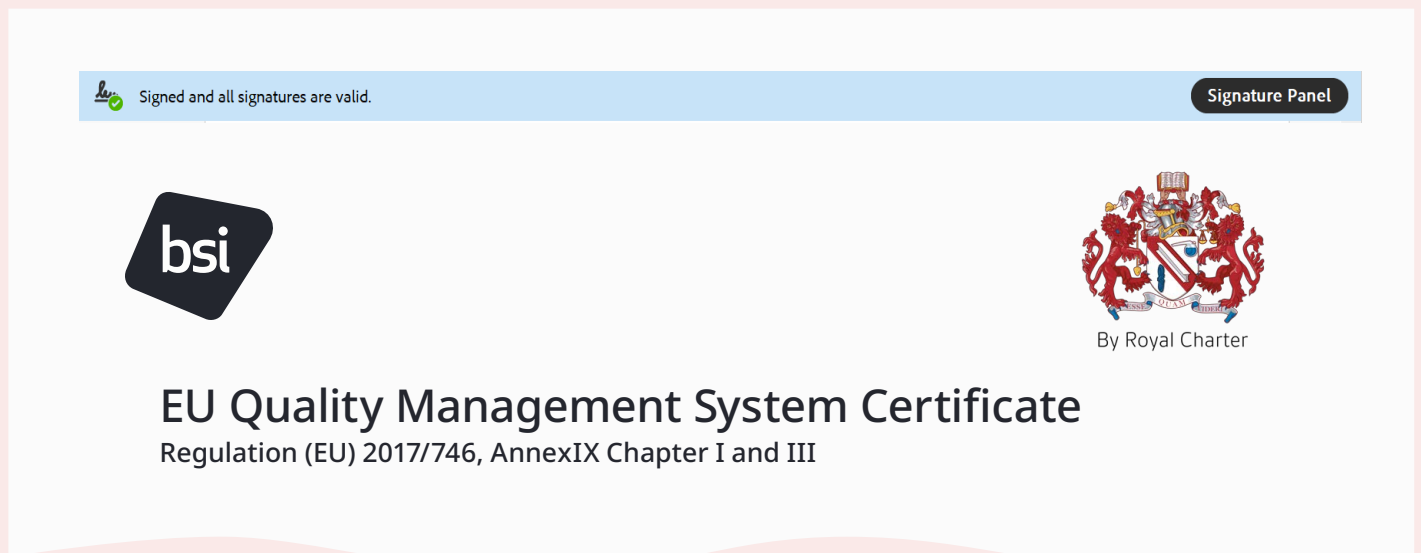 Signed and all signatures are valid.
Signature Panel
bsi
QUAM
By Royal Charter
EU Quality Management System Certificate
Regulation (EU) 2017/746, AnnexIX Chapter I and III